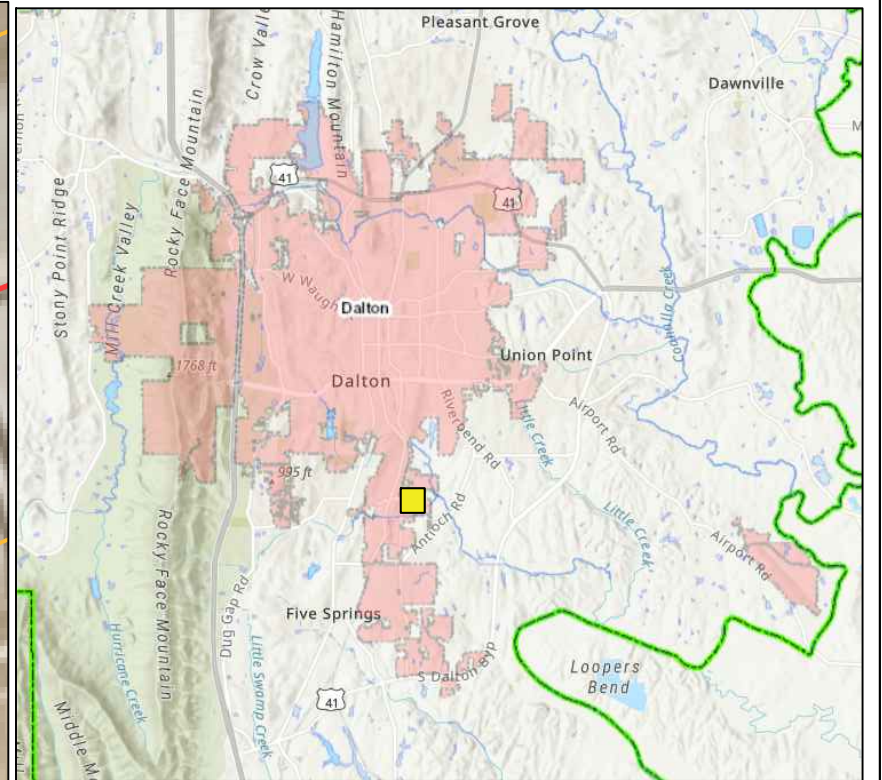 Pleasant Grove
Dawnville
Crow Valle
Hamilton Mountain
Rocky Face Mountain
Stony Point Ridge
Mill Creek Valley
41
41
W Waugh
Dalton
Dalton
1768 ft
Union Point
Coahulla Creek
Riverbend Rd
Little Creek
Airport Rd
995 ft
Antioch Rd
Little Creek
Airport Rd
Rocky Face Mountain
Dug Gap Rd
Five Springs
Hurricane Creek
Little Swamp Creek
S Dalton Byp
Loopers
Bend
41
Middle M